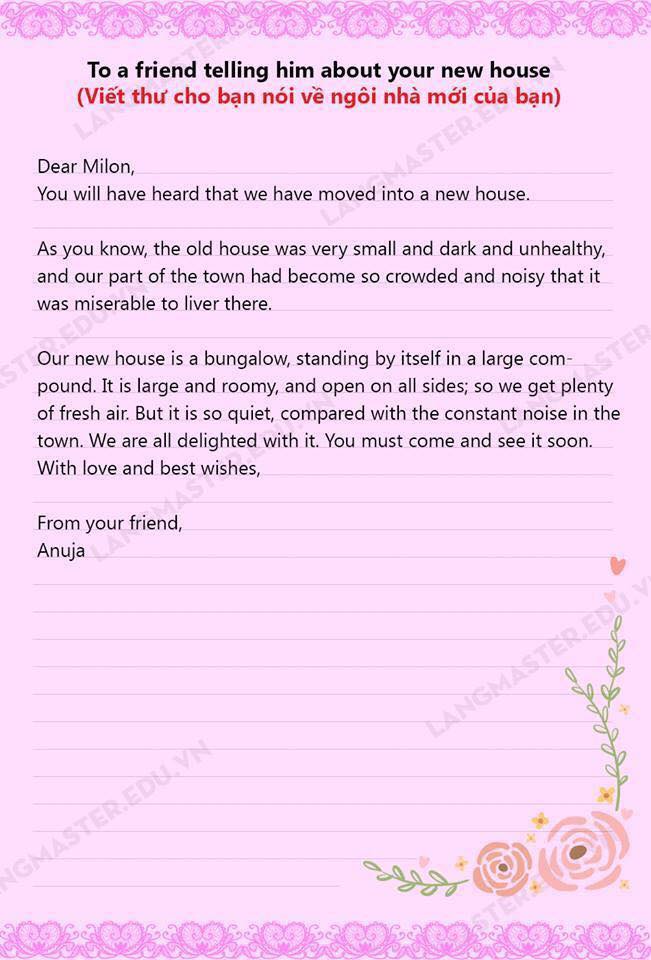 To a friend telling him about your new house
(Viết thư cho bạn nói về ngôi nhà mới của bạn)
Dear Milon,
You will have heard that we have moved into a new house.
As you know, the old house was very small and dark and unhealthy,
and our part of the town had become so crowded and noisy that it
was miserable to liver there.
Our new house is a bungalow, standing by itself in a large com-
pound. It is large and roomy, and open on all sides; so we get plenty
of fresh air. But it is so quiet, compared with the constant noise in the
town. We are all delighted with it. You must come and see it soon.
With love and best wishes,
From your friend,
Anuja
LANGMASTER.EDU.VN